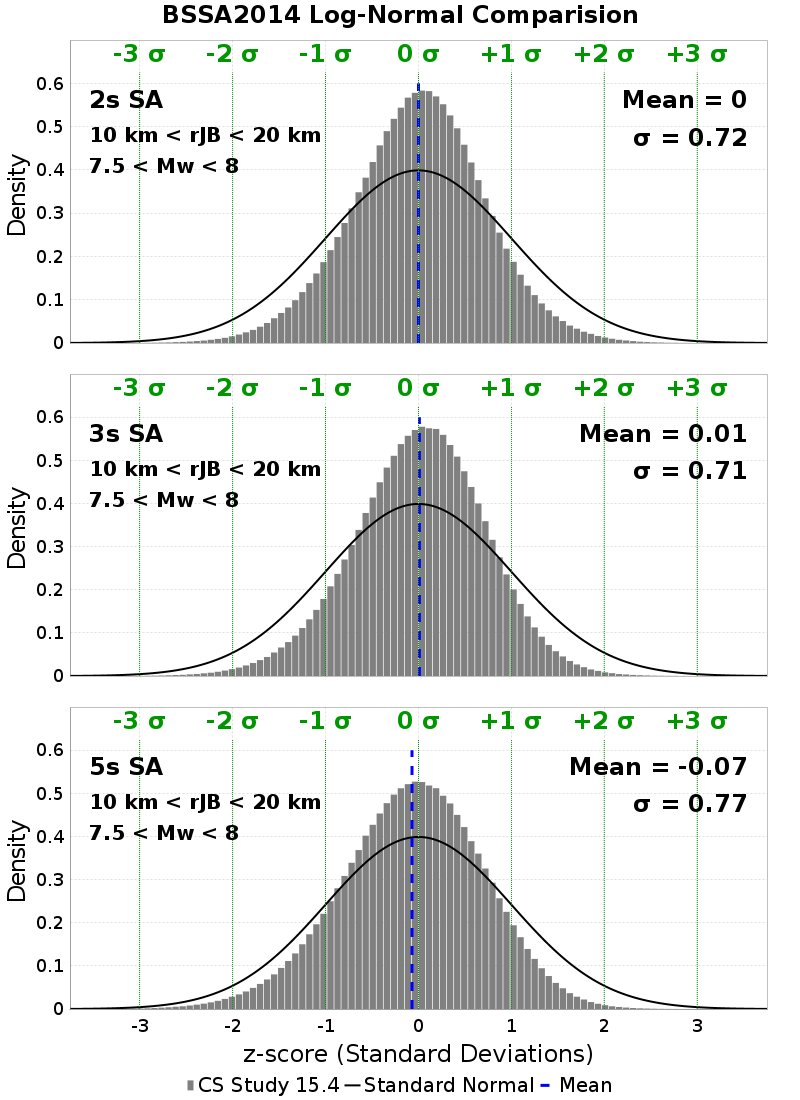 BSSA2014 Log-Normal Comparision
-3 σ -2 σ -1 σ 0 σ +1 σ +2 σ +3 σ
0.6
2s SA Mean = 0
0.5
10 km < rJB < 20 km σ = 0.72
7.5 < Mw < 8
0.4
Density
0.3
0.2
0.1
0
-3 σ -2 σ -1 σ 0 σ +1 σ +2 σ +3 σ
0.6
3s SA Mean = 0.01
0.5
10 km < rJB < 20 km σ = 0.71
7.5 < Mw < 8
0.4
Density
0.3
0.2
0.1
0
-3 σ -2 σ -1 σ 0 σ +1 σ +2 σ +3 σ
0.6
5s SA Mean = -0.07
0.5
10 km < rJB < 20 km σ = 0.77
7.5 < Mw < 8
0.4
Density
0.3
0.2
0.1
0
-3 -2 -1 0 1 2 3
z-score (Standard Deviations)
CS Study 15.4 Standard Normal Mean